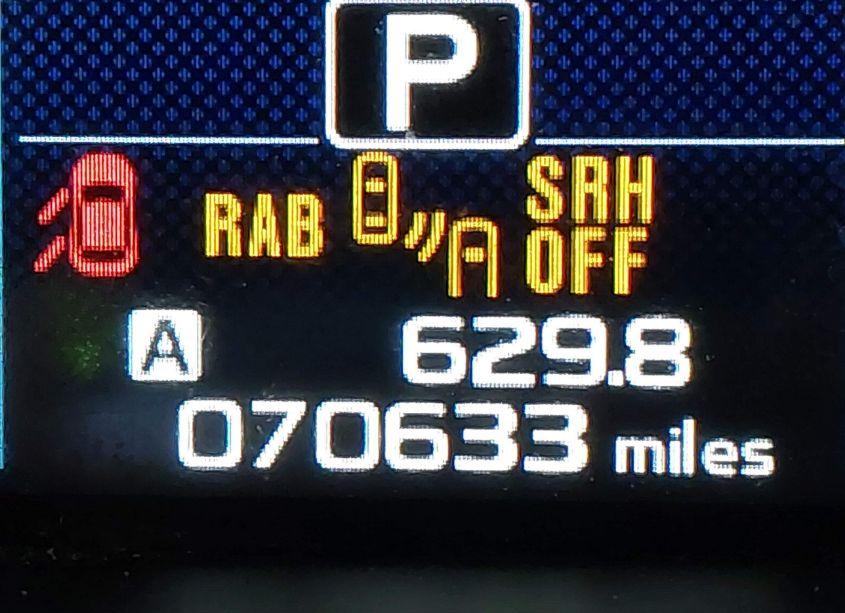 P
RAB SRH
OFF
A 629.8
070633 miles